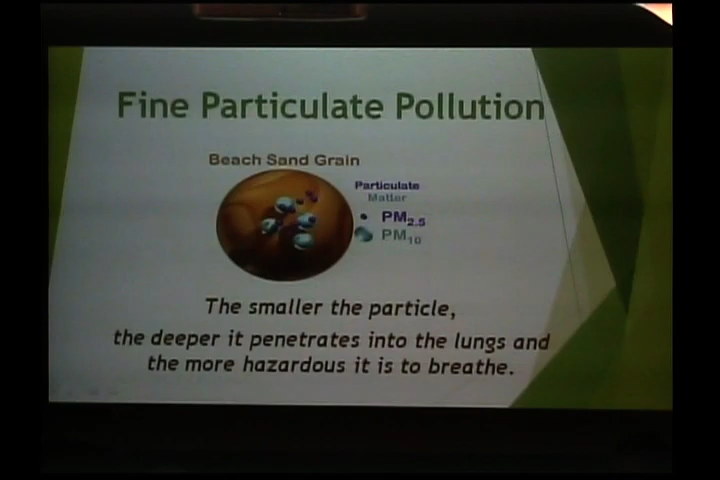 Fine Particulate Pollution
Beach Sand Grain
Particulate
Matter
PM2.5
PM10
The smaller the particle,
the deeper it penetrates into the lungs and
the more hazardous it is to breathe.